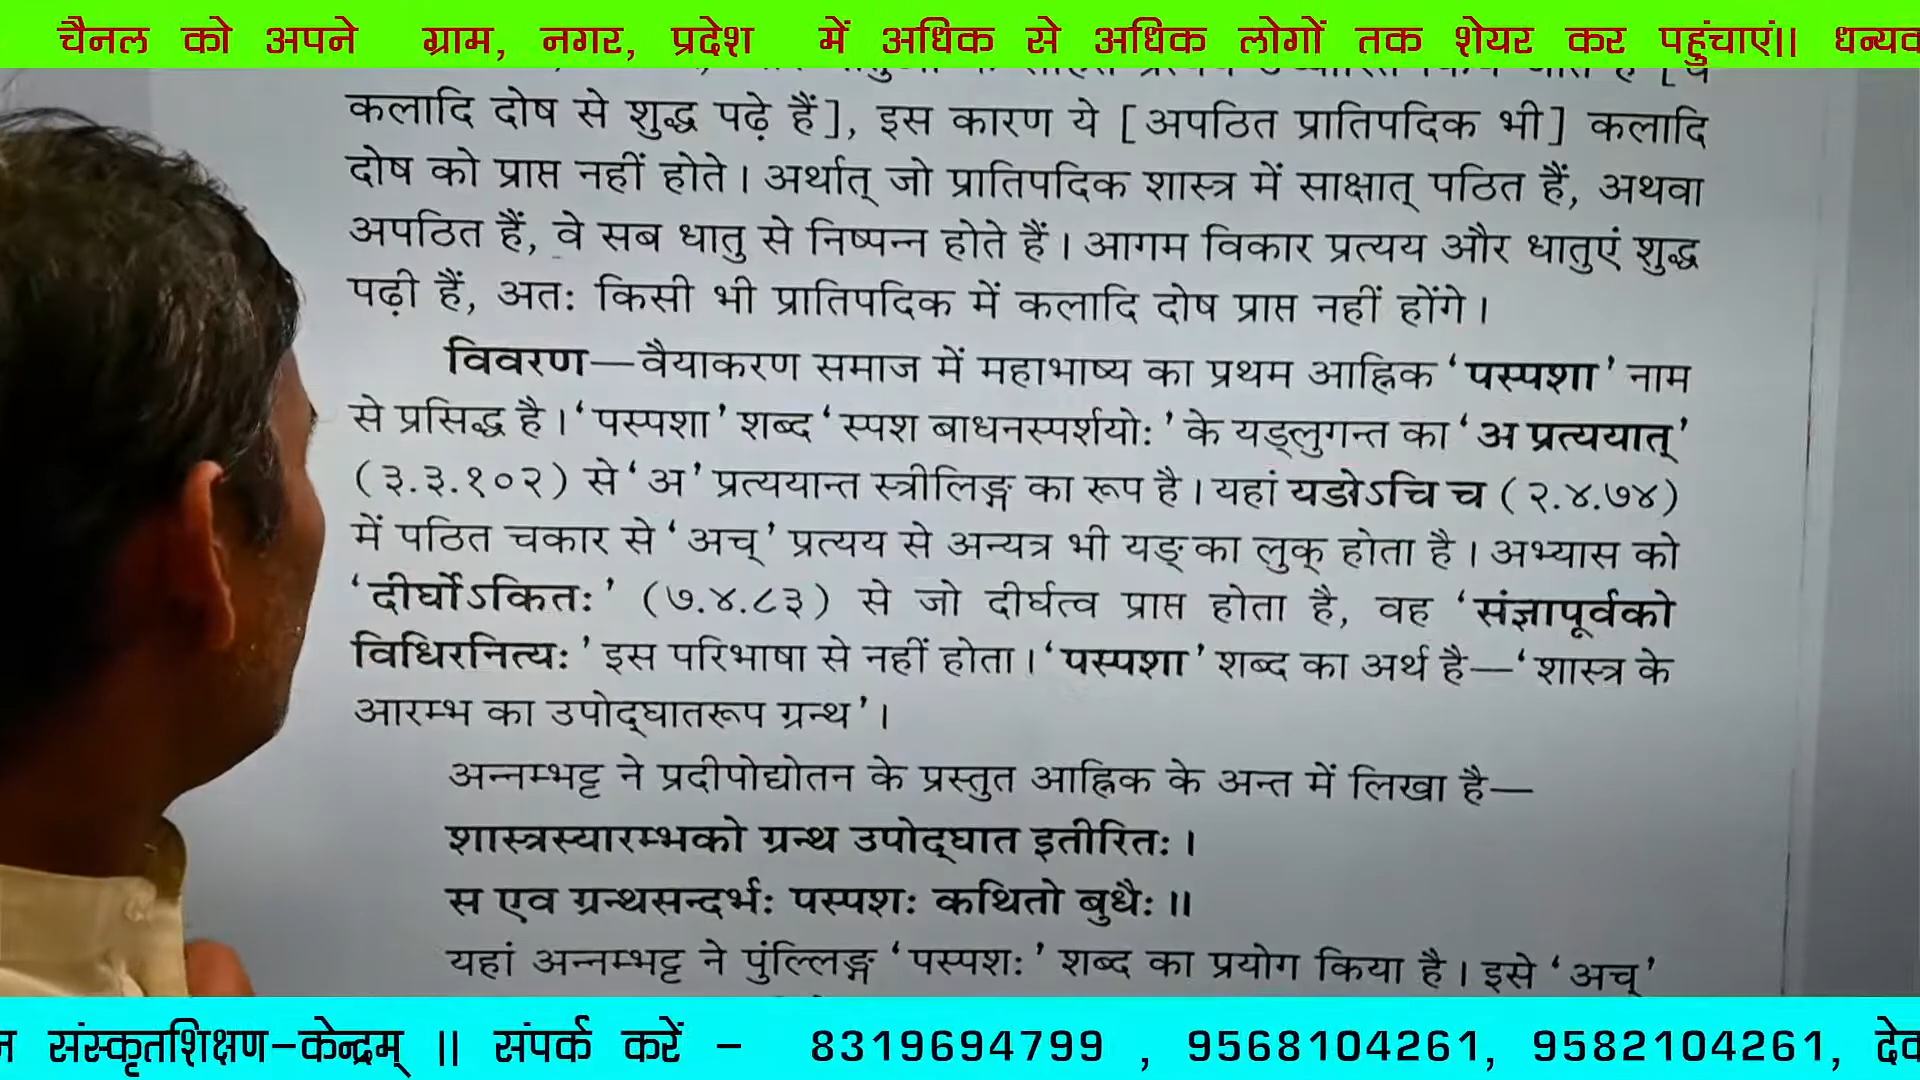 चैनल को अपने ग्राम, नगर, प्रदेश में अधिक से अधिक लोगों तक शेयर कर पहुंचाएं॥
कलादि दोष से शुद्ध पढ़े हैं], इस कारण ये [अपठित प्रातिपदिक भी] कलादि
दोष को प्राप्त नहीं होते। अर्थात् जो प्रातिपदिक शास्त्र में साक्षात् पठित हैं, अथवा
अपठित हैं, वे सब धातु से निष्पन्न होते हैं। आगम विकार प्रत्यय और धातुएं शुद्ध
पढ़ी हैं, अतः किसी भी प्रातिपदिक में कलादि दोष प्राप्त नहीं होंगे।
विवरण—वैयाकरण समाज में महाभाष्य का प्रथम आह्निक ‘पस्पशा’ नाम
से प्रसिद्ध है। ‘पस्पशा’ शब्द ‘स्पश बाधनस्पर्शयोः’ के यङ्लुगन्त का ‘अ प्रत्ययात्’
(३.३.१०२) से ‘अ’ प्रत्ययान्त स्त्रीलिङ्ग का रूप है। यहां यङोऽचि च (२.४.७४)
में पठित चकार से ‘अच्’ प्रत्यय से अन्यत्र भी यङ् का लुक् होता है। अभ्यास को
‘दीर्घोऽकितः’ (७.४.८३) से जो दीर्घत्व प्राप्त होता है, वह ‘संज्ञापूर्वको
विधिरनित्यः’ इस परिभाषा से नहीं होता। ‘पस्पशा’ शब्द का अर्थ है—‘शास्त्र के
आरम्भ का उपोद्घातरूप ग्रन्थ’।
अन्नम्भट्ट ने प्रदीपोद्योतन के प्रस्तुत आह्निक के अन्त में लिखा है—
शास्त्रस्यारम्भको ग्रन्थ उपोद्घात इतीरितः।
स एव ग्रन्थसन्दर्भः पस्पशः कथितो बुधैः॥
यहां अन्नम्भट्ट ने पुंल्लिङ्ग ‘पस्पशः’ शब्द का प्रयोग किया है। इसे ‘अच्’
संस्कृतशिक्षण-केन्द्रम् ॥ संपर्क करें - 8319694799 , 9568104261, 9582104261,